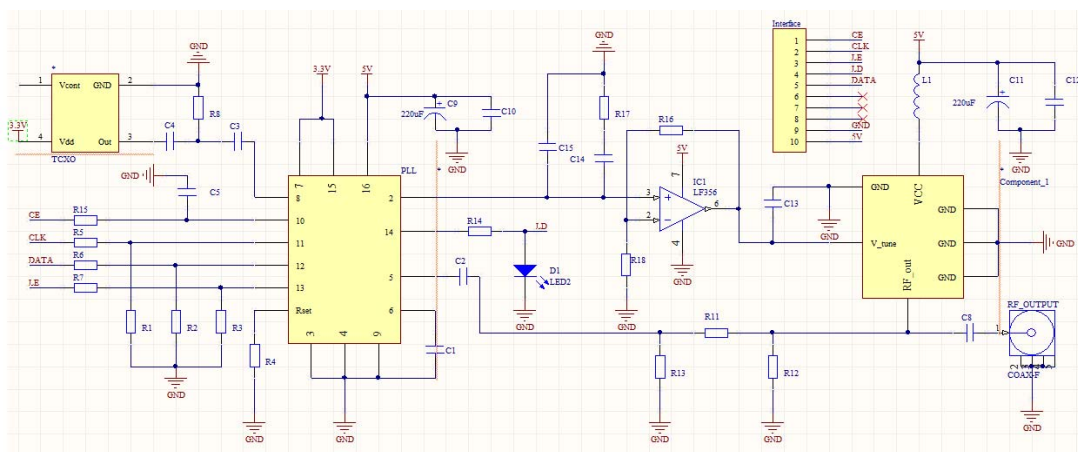 Interface
1 CE
2 CLK
3 LE
4 LD
5 DATA
6
7
8
9 GND
10 5V
GND
*
1 Vcont GND 2
3.3V
4 Vdd Out 3
TCXO
R8
C4
C3
3.3V
5V
C9
220uF
C10
GND
GND
R17
C15
C14
R16
5V
7
IC1
LF356
3
2
6
4
GND
R18
GND
5V
L1
C11
220uF
C12
GND
*
Component_1
GND
VCC
GND
V_tune
GND
RF_out
GND
C13
GND
GND
GND
C5
CE R15
CLK R5
DATA R6
LE R7
R1
R2
R3
GND
R4
GND
PLL
*
7
15
16
8
10
11
12
13
Rset
3
4
9
2
14
5
6
GND
C1
R14
LD
D1
LED2
GND
C2
R11
R13
GND
R12
GND
C8
RF_OUTPUT
1
2
3
4
5
COAX-F
GND